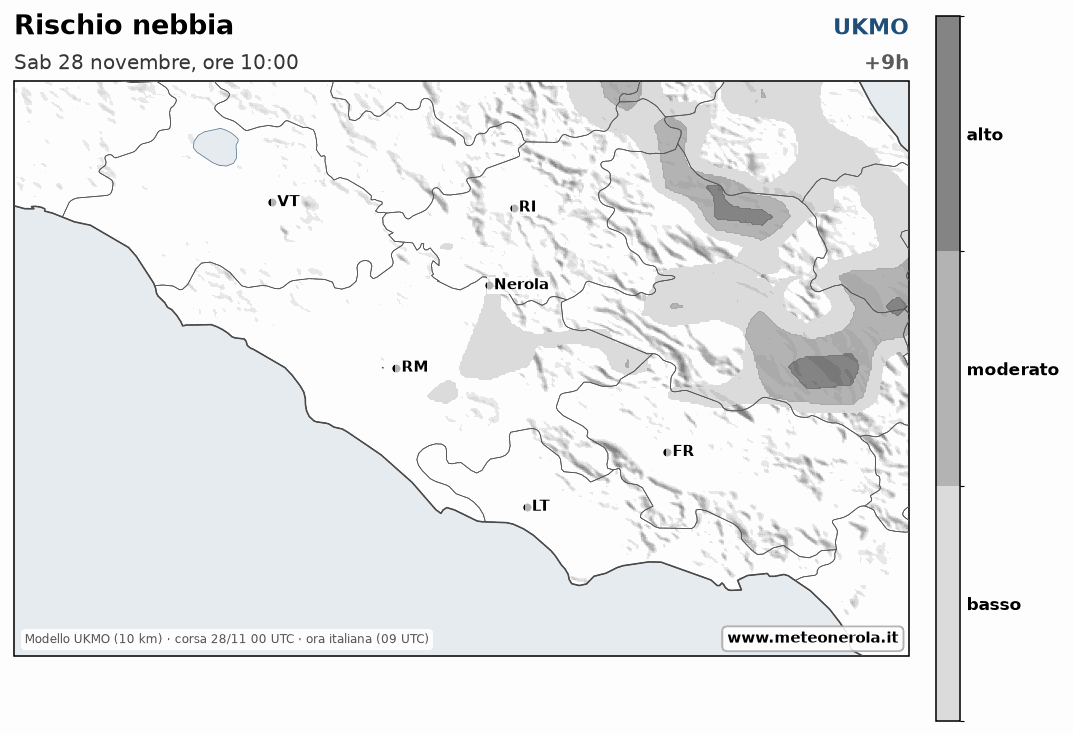 Rischio nebbia
UKMO
Sab 28 novembre, ore 10:00
+9h
alto
VT
RI
Nerola
moderato
RM
FR
LT
basso
Modello UKMO (10 km) · corsa 28/11 00 UTC · ora italiana (09 UTC)
www.meteonerola.it